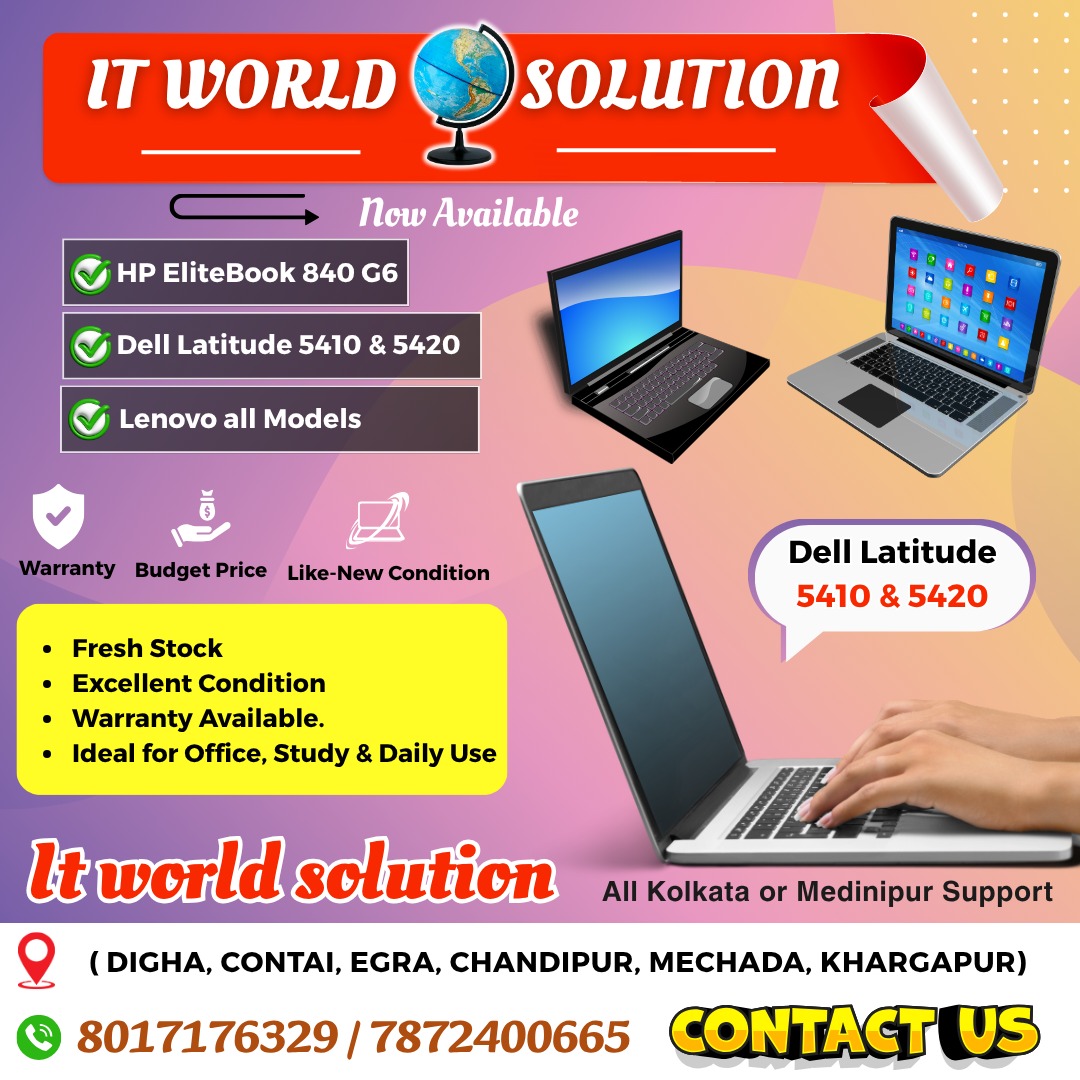 IT WORLD SOLUTION
Now Available
HP EliteBook 840 G6
Dell Latitude 5410 & 5420
Lenovo all Models
Warranty
Budget Price
Like-New Condition
Dell Latitude
5410 & 5420
• Fresh Stock
• Excellent Condition
• Warranty Available.
• Ideal for Office, Study & Daily Use
It world solution
All Kolkata or Medinipur Support
( DIGHA, CONTAI, EGRA, CHANDIPUR, MECHADA, KHARGAPUR)
8017176329 / 7872400665
CONTACT US